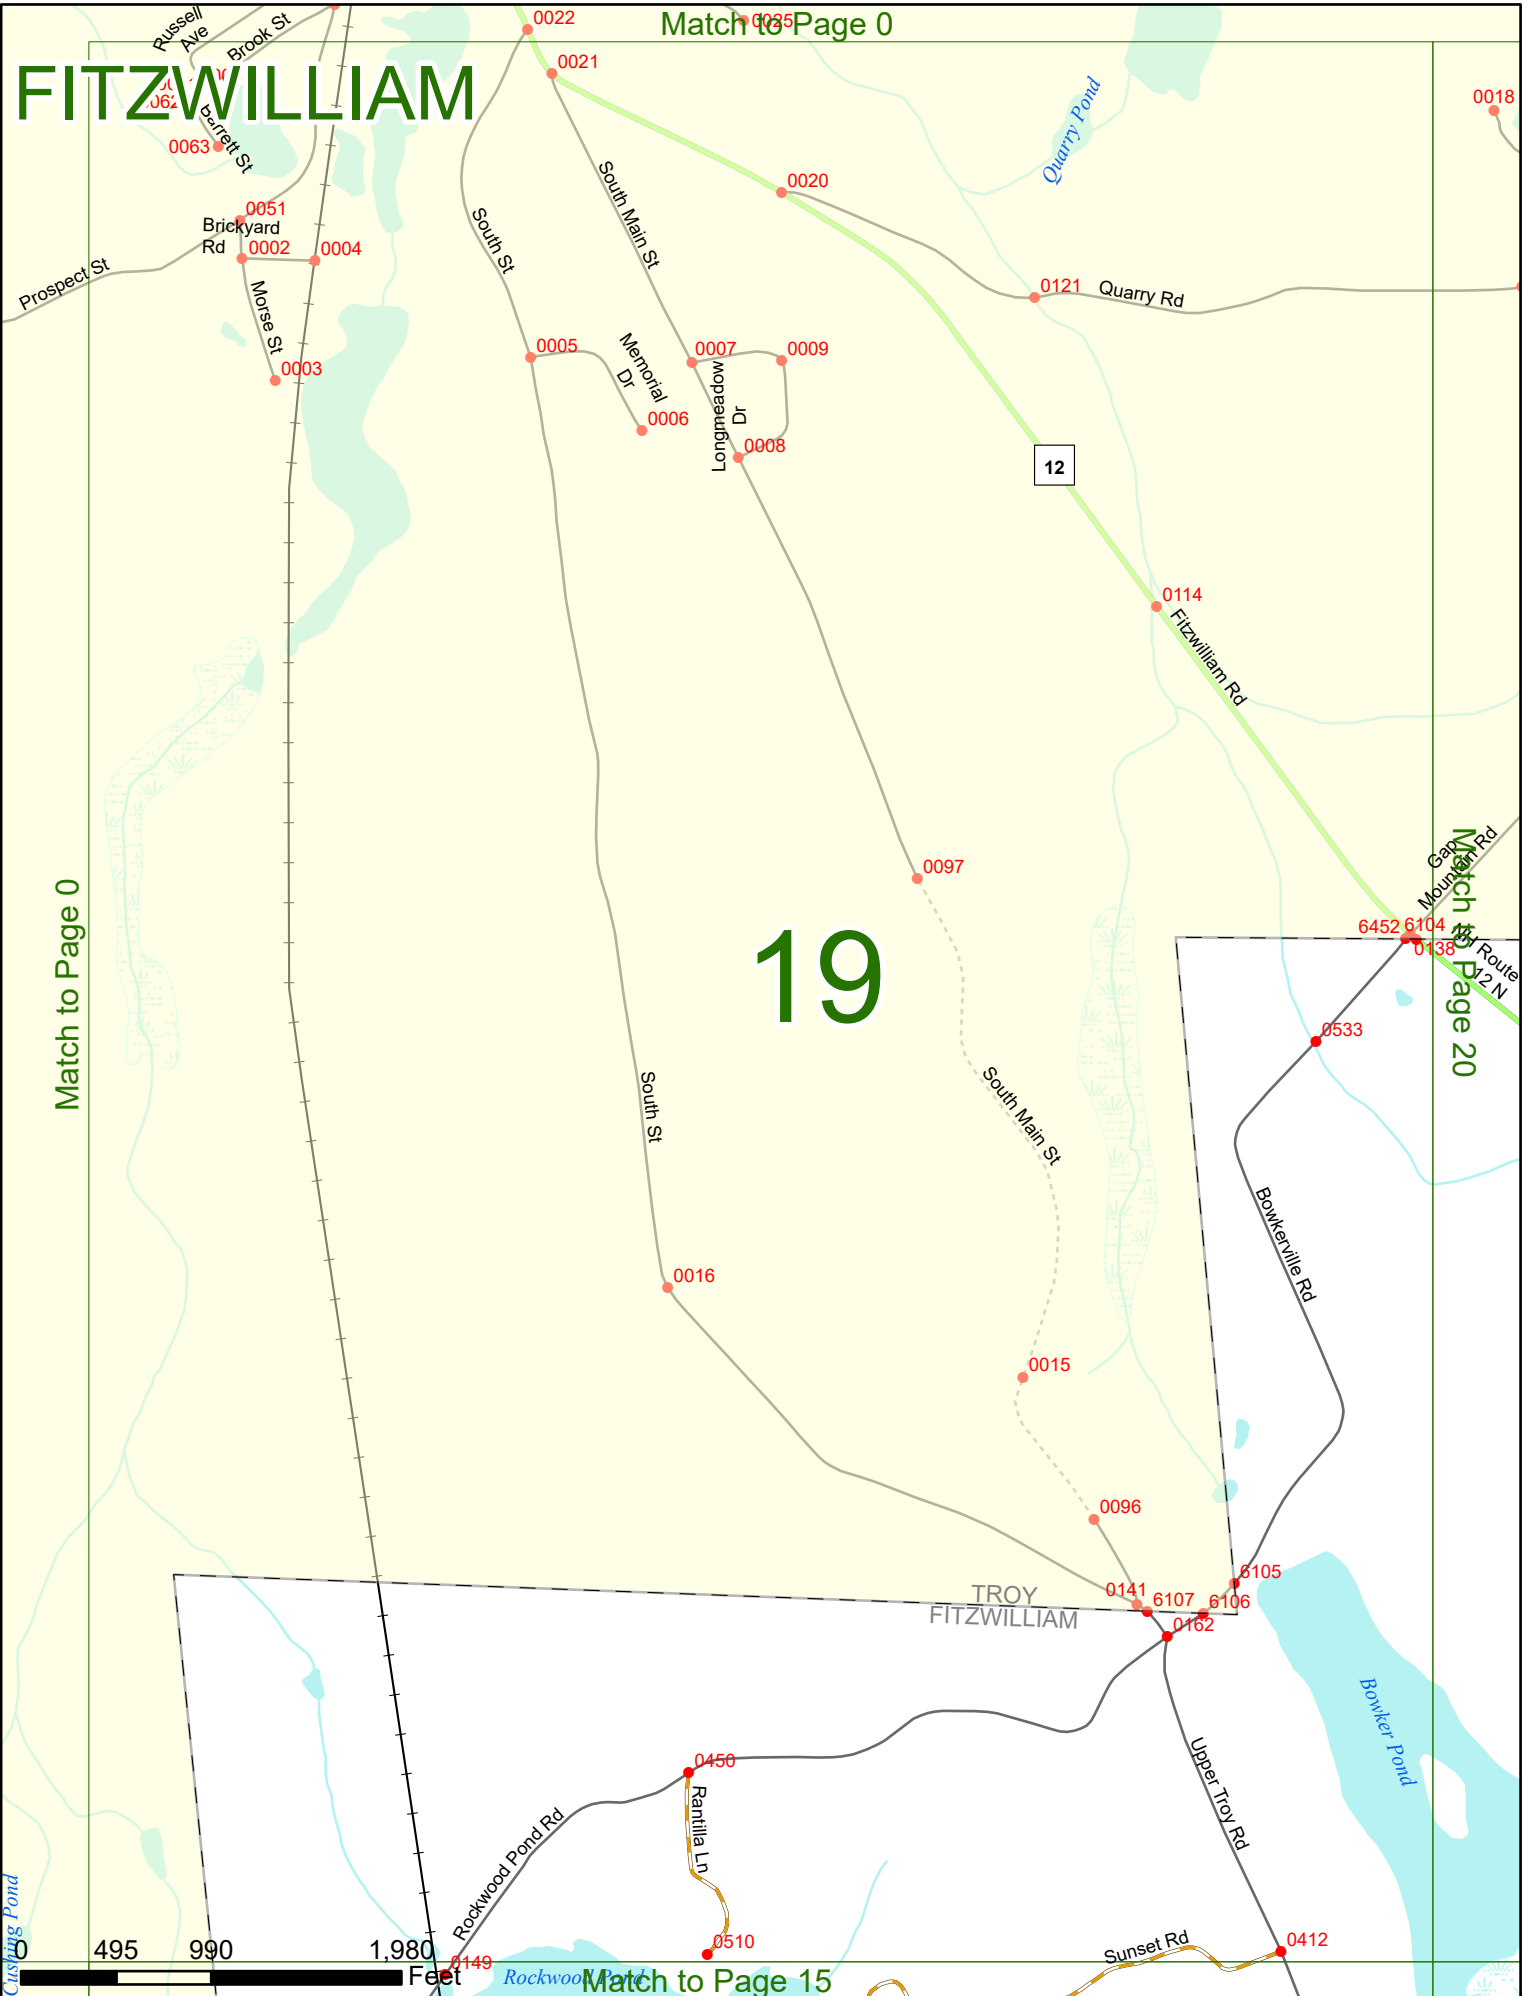 Match to Page 0
FITZWILLIAM
Russell
Ave
Brook St
0022
0025
0021
0018
0063
Barrett St
Quarry Pond
0020
0051
Brickyard
Rd
0002
0004
South St
South Main St
Prospect St
Morse St
0121
Quarry Rd
0003
0005
Memorial
Dr
0006
0007
0009
Longmeadow
Dr
0008
12
0114
Fitzwilliam Rd
0097
Gap
Mountain Rd
Match to Page 0
19
6452
6104
0138
NH Route
12 N
Match to Page 20
0533
South St
South Main St
Bowkerville Rd
0016
0015
0096
6105
0141
6107
6106
TROY
FITZWILLIAM
0162
Bowker Pond
0450
Rantilla Ln
Upper Troy Rd
Rockwood Pond Rd
0510
Sunset Rd
0412
Cushing Pond
0 495 990 1,980
Feet
0149
Rockwood Pond
Match to Page 15